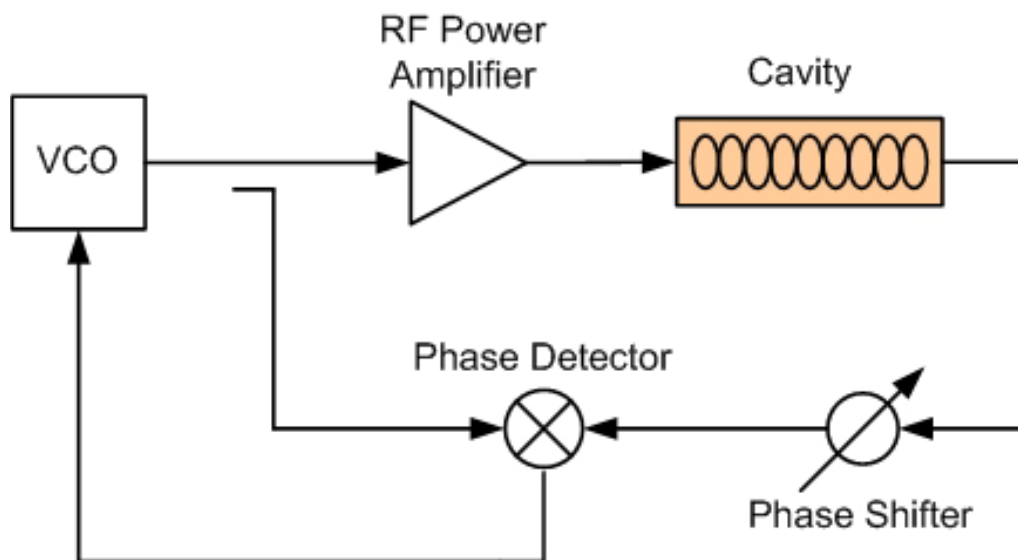 RF Power
Amplifier
Cavity
VCO
Phase Detector
Phase Shifter